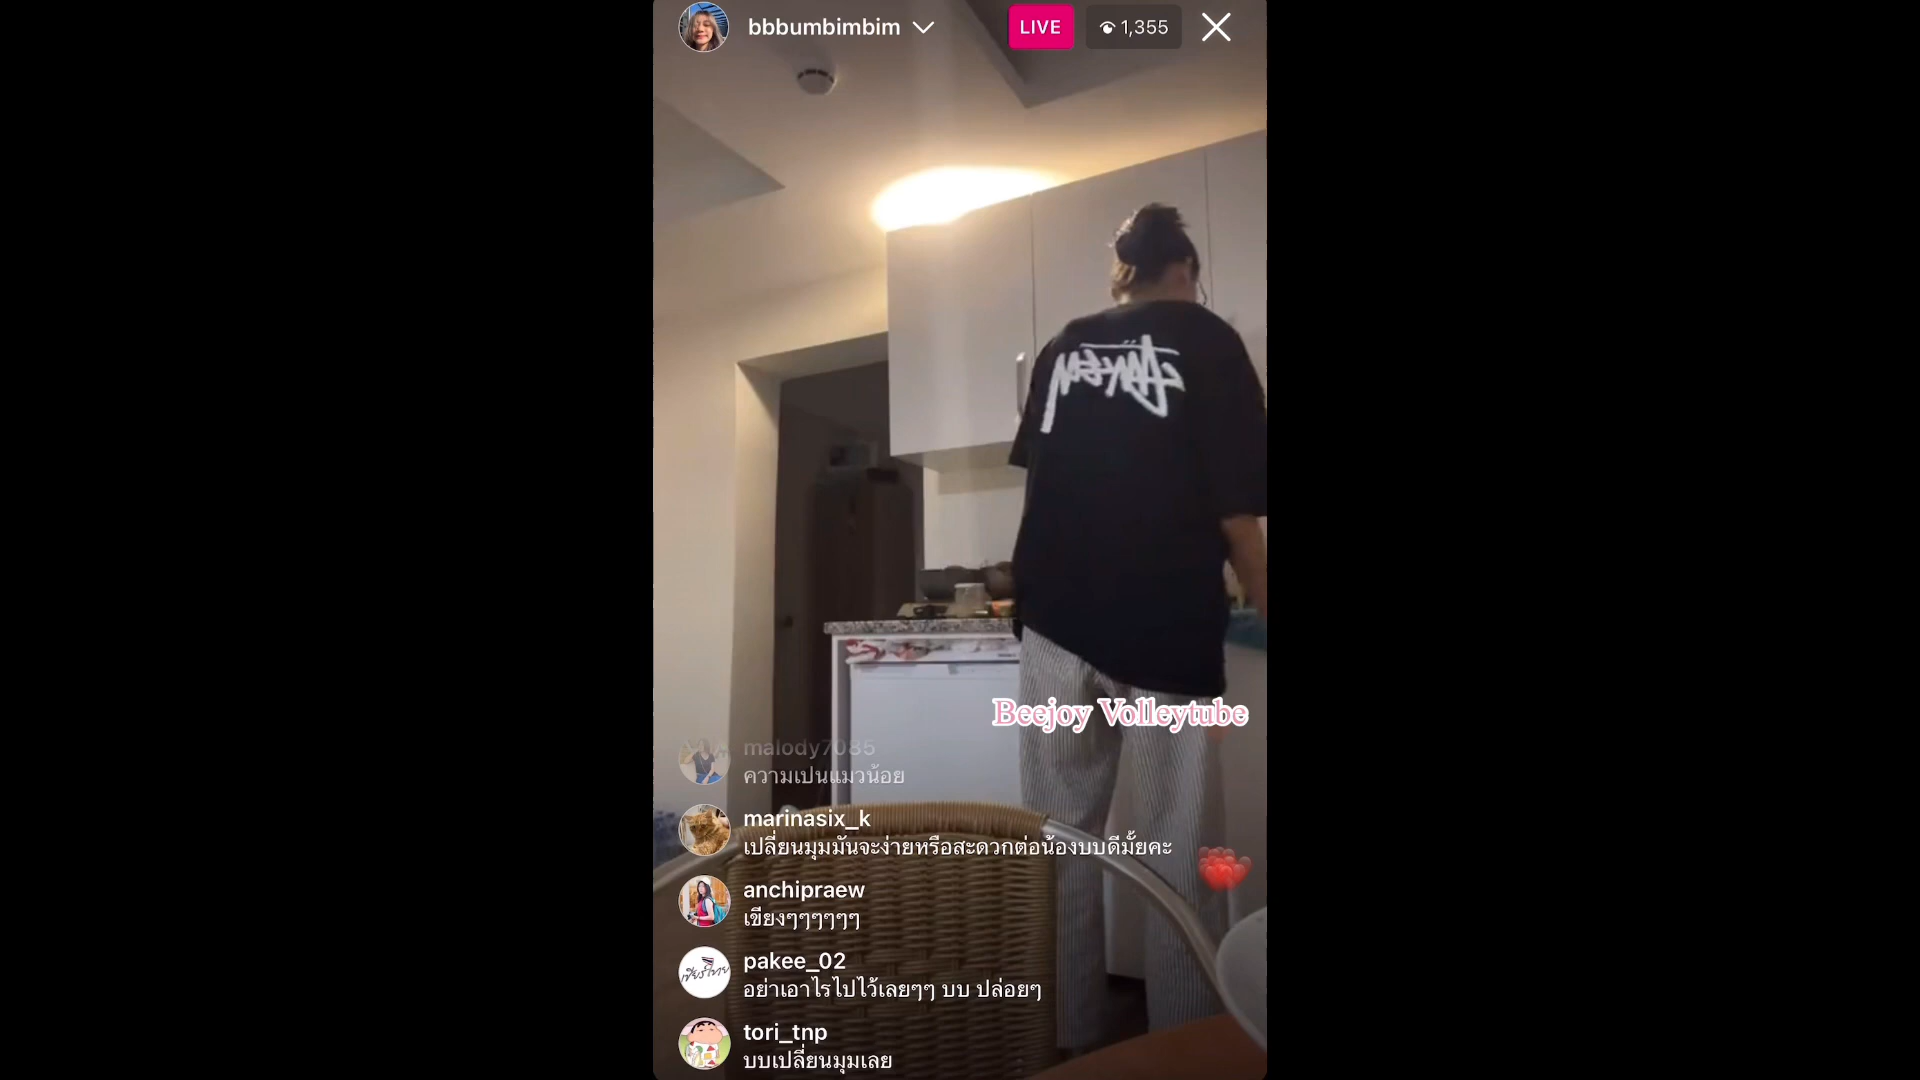 bbbumbimbim
LIVE
1,355
Stüssy
Beejoy Volleytube
malody7085
ความเปนแมวน้อย
marinasix_k
เปลี่ยนมุมมันจะง่ายหรือสะดวกต่อน้องบบดีมั้ยคะ
anchipraew
เขียงๆๆๆๆๆๆ
pakee_02
อย่าเอาไรไปไว้เลยๆๆ บบ ปล่อยๆ
tori_tnp
บบเปลี่ยนมุมเลย